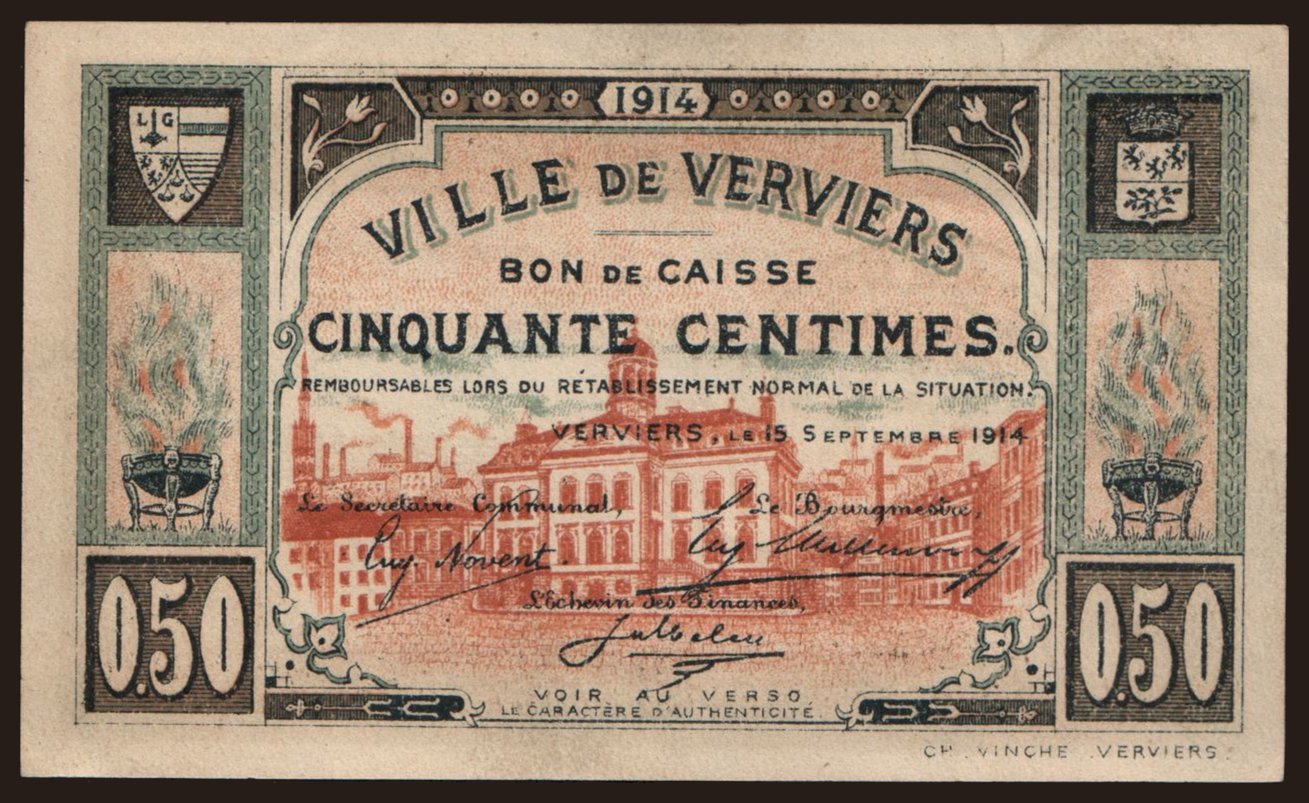 1914
L G
VILLE DE VERVIERS
BON DE CAISSE
CINQUANTE CENTIMES.
REMBOURSABLES LORS DU RÉTABLISSEMENT NORMAL DE LA SITUATION.
VERVIERS, LE 15 SEPTEMBRE 1914
Le Secrétaire Communal, Le Bourgmestre,
Eug. Novent.
L'Echevin des Finances,
0.50 0.50
VOIR AU VERSO
LE CARACTÈRE D'AUTHENTICITÉ.
CH. VINCHE. VERVIERS.